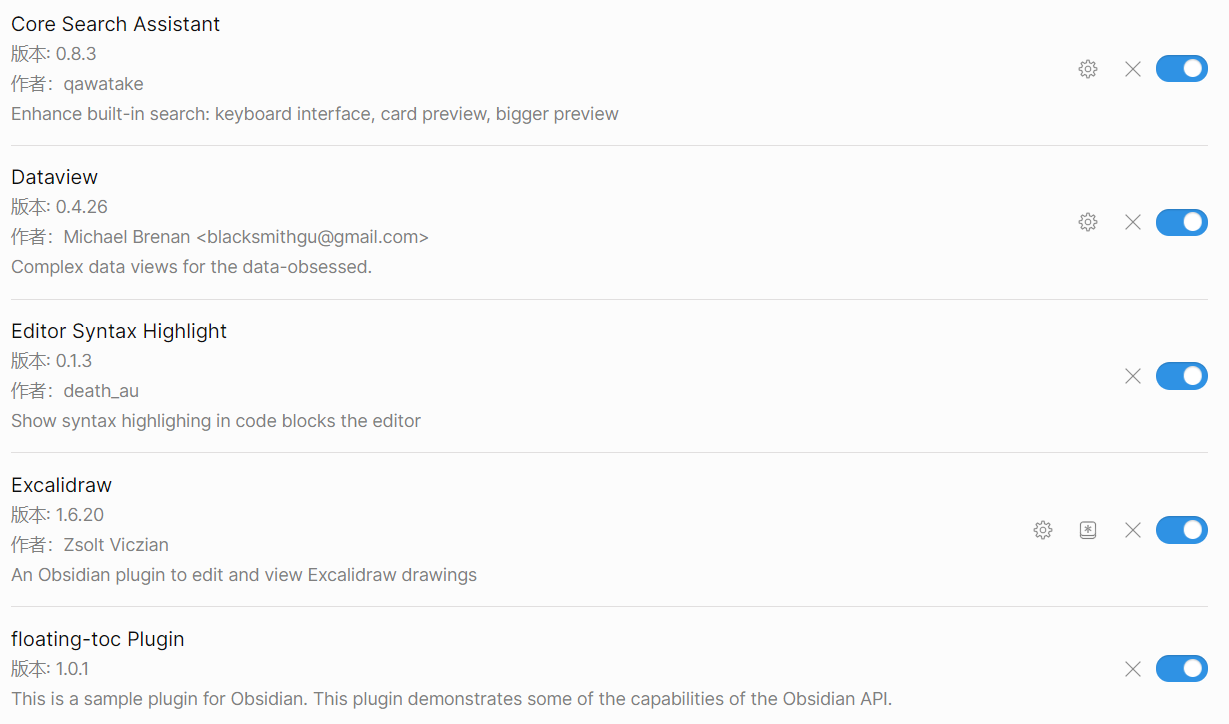 Core Search Assistant
版本: 0.8.3
作者：qawatake
Enhance built-in search: keyboard interface, card preview, bigger preview
Dataview
版本: 0.4.26
作者：Michael Brenan <blacksmithgu@gmail.com>
Complex data views for the data-obsessed.
Editor Syntax Highlight
版本: 0.1.3
作者：death_au
Show syntax highlighing in code blocks the editor
Excalidraw
版本: 1.6.20
作者：Zsolt Viczian
An Obsidian plugin to edit and view Excalidraw drawings
floating-toc Plugin
版本: 1.0.1
This is a sample plugin for Obsidian. This plugin demonstrates some of the capabilities of the Obsidian API.